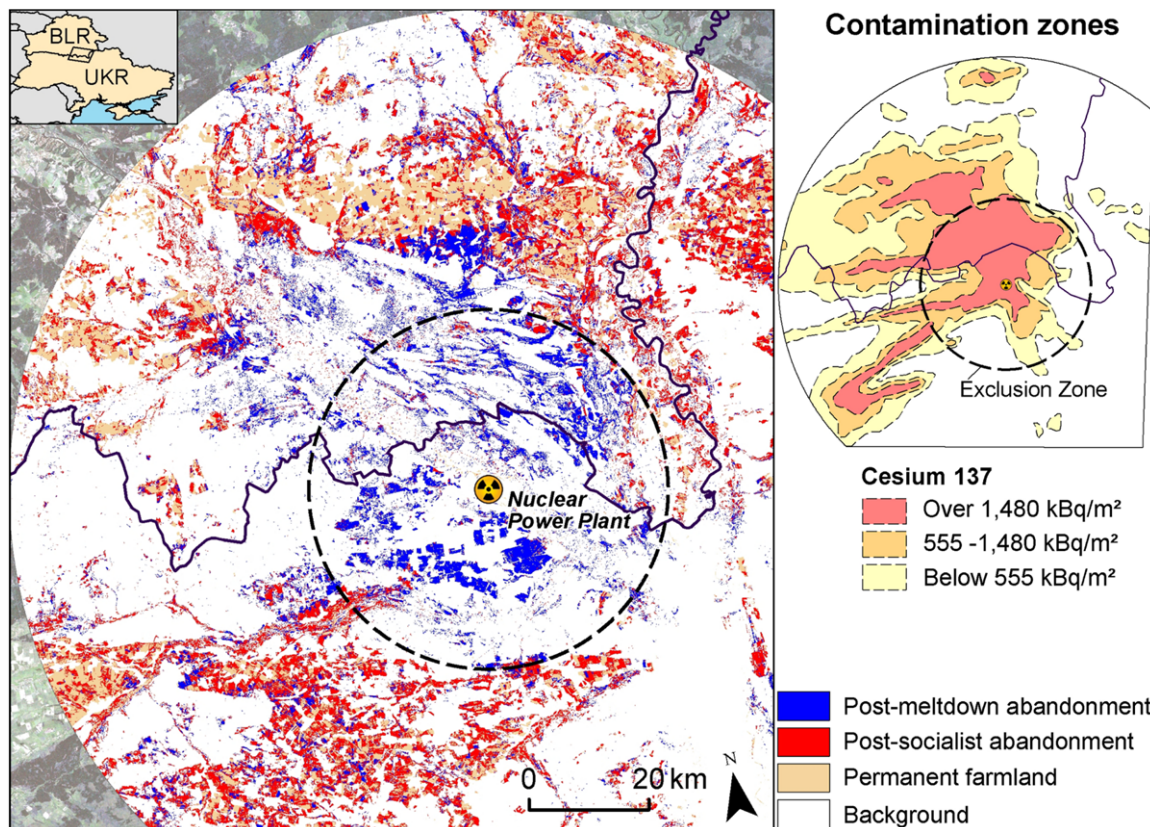 BLR
UKR
Nuclear
Power Plant
0 20 km
N
Contamination zones
Exclusion Zone
Cesium 137
Over 1,480 kBq/m²
555 -1,480 kBq/m²
Below 555 kBq/m²
Post-meltdown abandonment
Post-socialist abandonment
Permanent farmland
Background